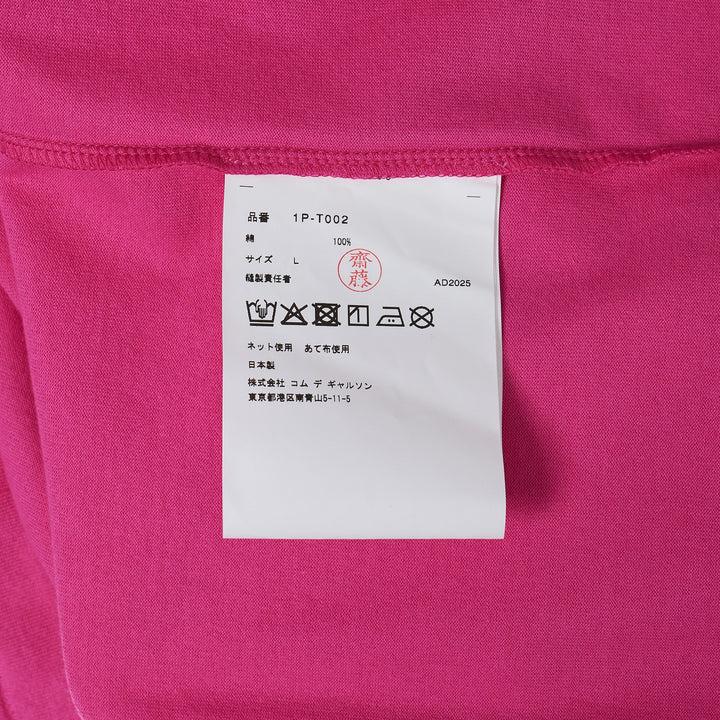 品番 1P-T002
綿 100%
サイズ L
齋藤
縫製責任者 AD2025
ネット使用 あて布使用
日本製
株式会社 コム デ ギャルソン
東京都港区南青山5-11-5